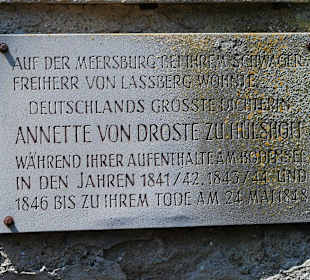 AUF DER MEERSBURG BEI IHREM SCHWAGER
FREIHERR VON LASSBERG WOHNTE
DEUTSCHLANDS GRÖSSTE DICHTERIN
ANNETTE VON DROSTE ZU HÜLSHOFF
WÄHREND IHRER AUFENTHALTE AM BODENSEE
IN DEN JAHREN 1841/42, 1843/44 UND
1846 BIS ZU IHREM TODE AM 24. MAI 1848